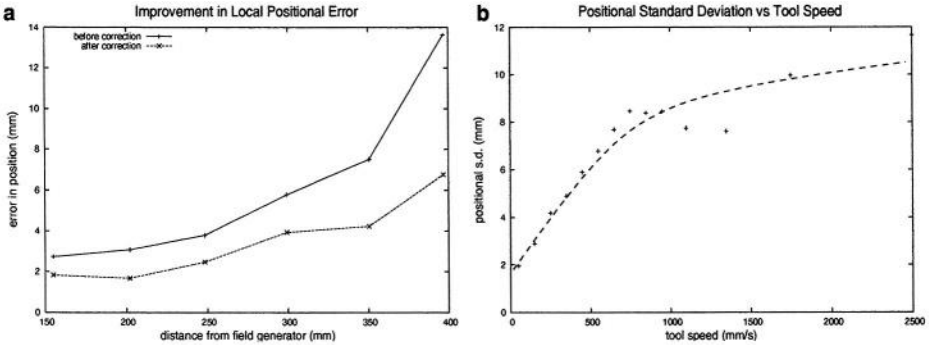 a
Improvement in Local Positional Error
before correction
after correction
error in position (mm)
14
12
10
8
6
4
2
0
150
200
250
300
350
400
distance from field generator (mm)
b
Positional Standard Deviation vs Tool Speed
positional s.d. (mm)
12
10
8
6
4
2
0
0
500
1000
1500
2000
2500
tool speed (mm/s)